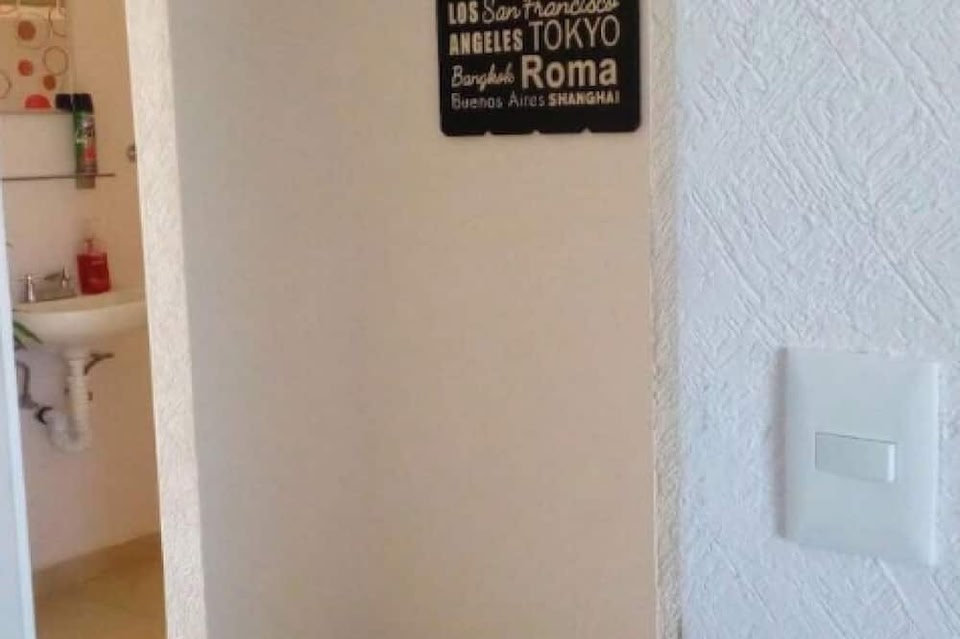 LOS San Francisco
ANGELES TOKYO
Bangkok Roma
Buenos Aires SHANGHAI